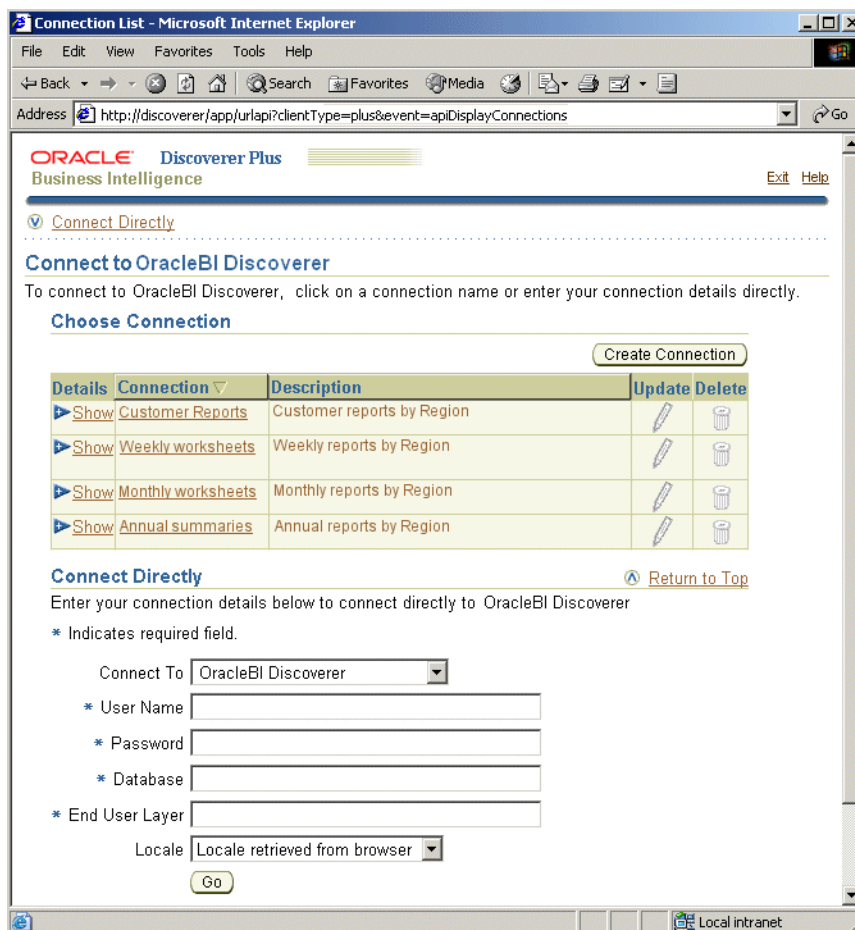 Connection List - Microsoft Internet Explorer
File Edit View Favorites Tools Help
Back Search Favorites Media
Address http://discoverer/app/urlapi?clientType=plus&event=apiDisplayConnections Go
ORACLE Discoverer Plus
Business Intelligence Exit Help
Connect Directly
Connect to OracleBI Discoverer
To connect to OracleBI Discoverer, click on a connection name or enter your connection details directly.
Choose Connection
Create Connection
Details Connection Description Update Delete
Show Customer Reports Customer reports by Region
Show Weekly worksheets Weekly reports by Region
Show Monthly worksheets Monthly reports by Region
Show Annual summaries Annual reports by Region
Connect Directly Return to Top
Enter your connection details below to connect directly to OracleBI Discoverer
* Indicates required field.
Connect To OracleBI Discoverer
* User Name
* Password
* Database
* End User Layer
Locale Locale retrieved from browser
Go
Local intranet